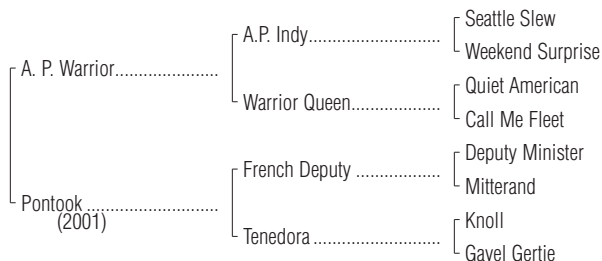 Seattle Slew
A.P. Indy..............................
Weekend Surprise
A. P. Warrior.......................
Quiet American
Warrior Queen....................
Call Me Fleet
Deputy Minister
French Deputy ...................
Mitterand
Pontook .............................
(2001)
Knoll
Tenedora ............................
Gavel Gertie